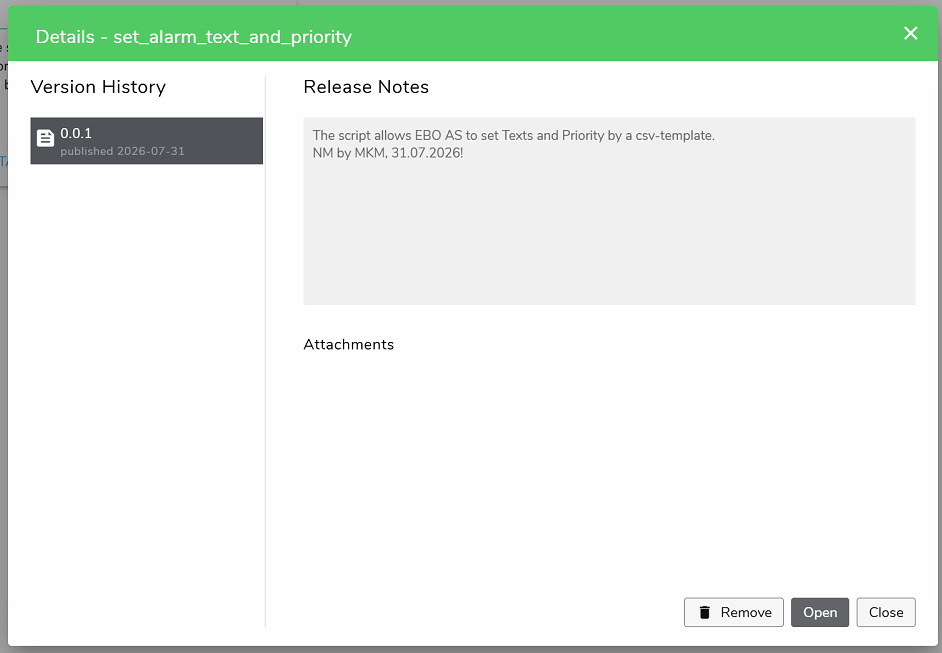 Details - set_alarm_text_and_priority
Version History
0.0.1
published 2026-07-31
Release Notes
The script allows EBO AS to set Texts and Priority by a csv-template.
NM by MKM, 31.07.2026!
Attachments
Remove
Open
Close